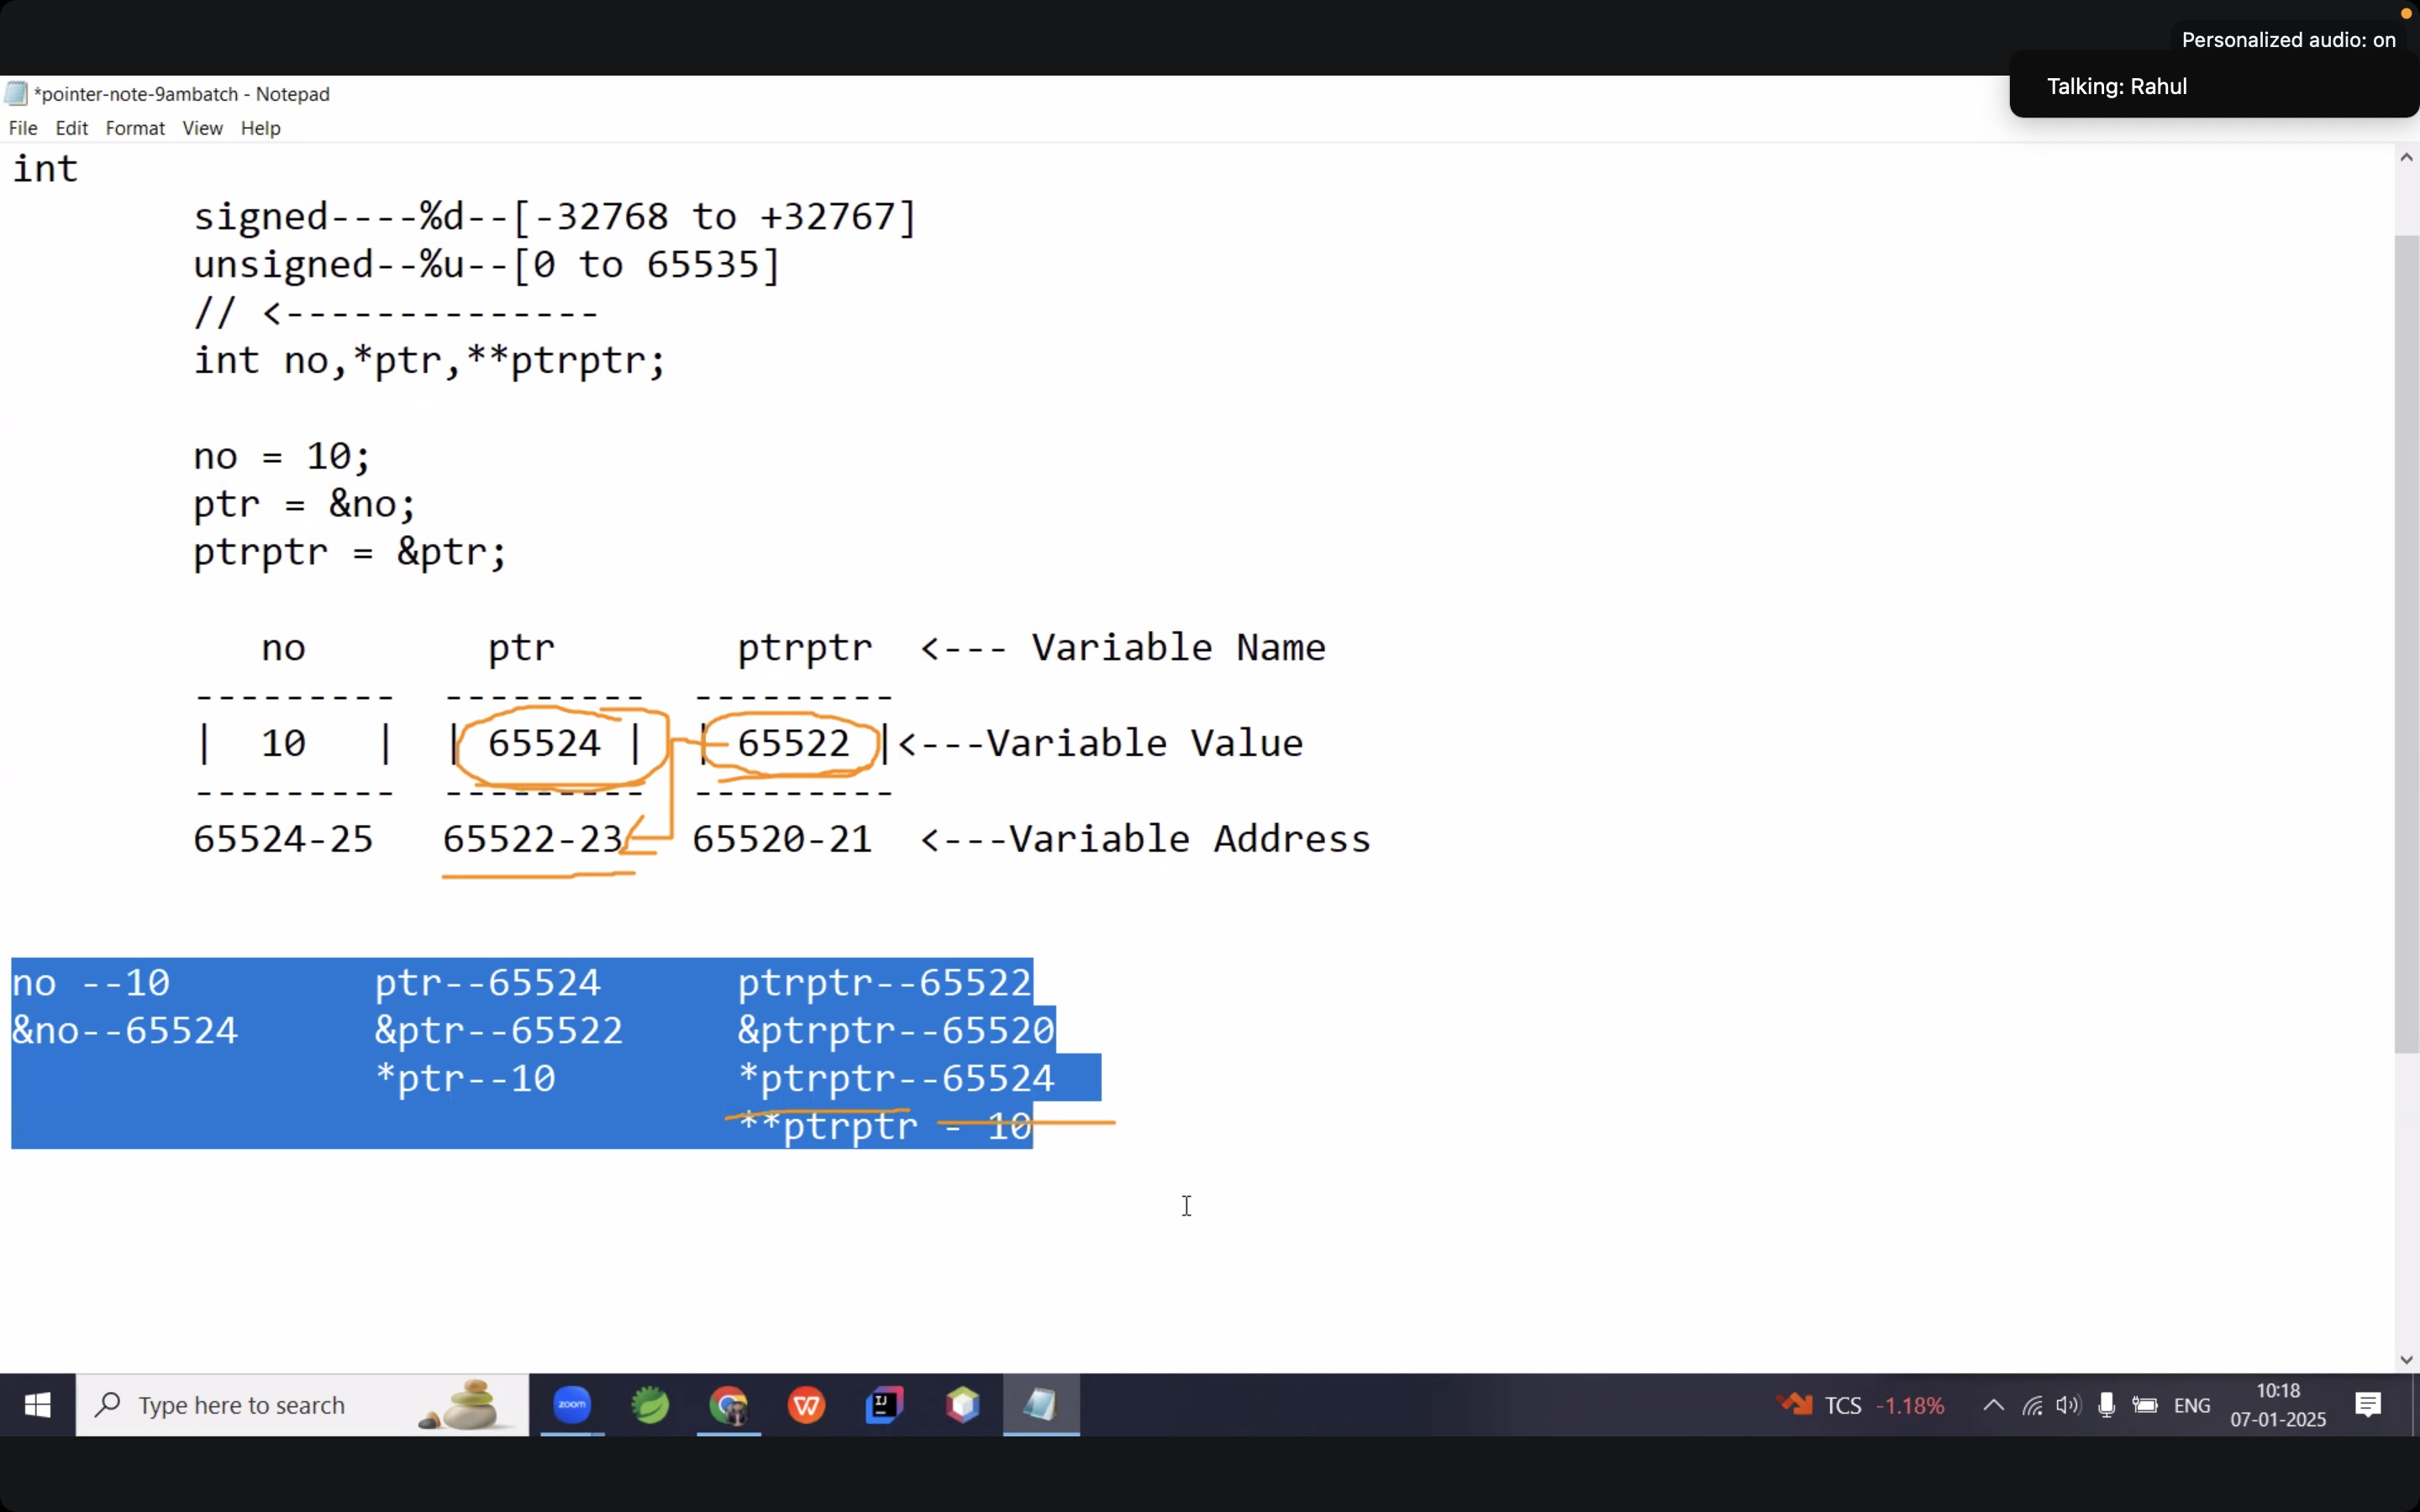 Personalized audio: on
Talking: Rahul
*pointer-note-9ambatch - Notepad
File Edit Format View Help
int
signed----%d--[-32768 to +32767]
unsigned--%u--[0 to 65535]
// <--------------
int no,*ptr,**ptrptr;
no = 10;
ptr = &no;
ptrptr = &ptr;
no ptr ptrptr <--- Variable Name
--------- --------- ---------
| 10 | | 65524 | | 65522 |<---Variable Value
--------- --------- ---------
65524-25 65522-23 65520-21 <---Variable Address
no --10 ptr--65524 ptrptr--65522
&no--65524 &ptr--65522 &ptrptr--65520
*ptr--10 *ptrptr--65524
**ptrptr - 10
Type here to search
zoom
TCS -1.18%
ENG
10:18
07-01-2025